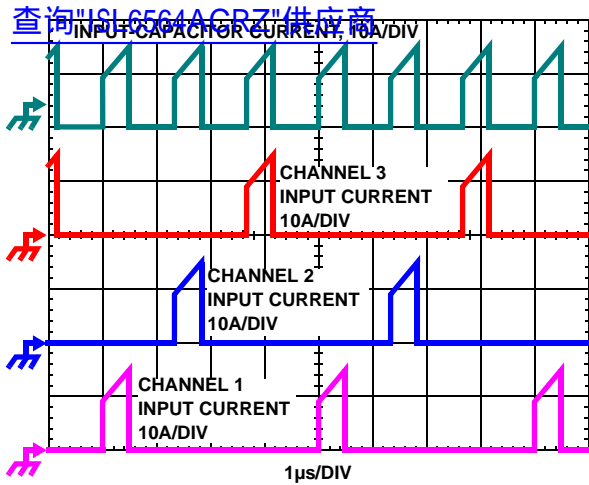 查询"ISL6564ACRZ"供应商
INPUT-CAPACITOR CURRENT, 10A/DIV
CHANNEL 3
INPUT CURRENT
10A/DIV
CHANNEL 2
INPUT CURRENT
10A/DIV
CHANNEL 1
INPUT CURRENT
10A/DIV
1μs/DIV